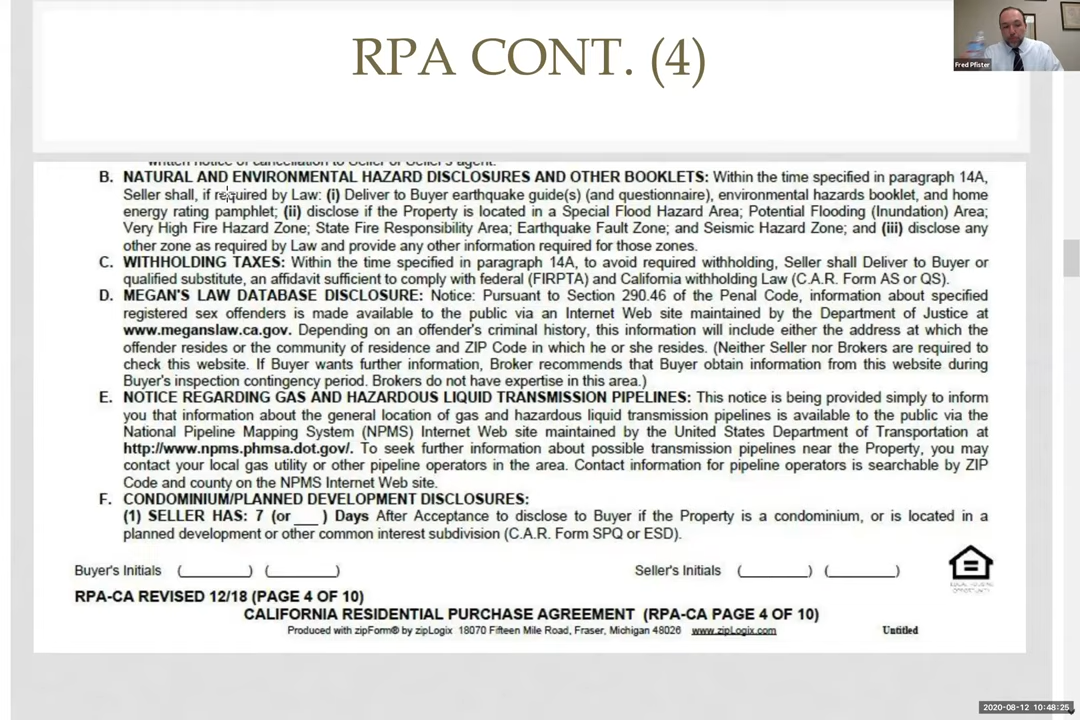 RPA CONT. (4)
Fred Pfister
written notice of cancellation to Seller or Seller's agent.
B. NATURAL AND ENVIRONMENTAL HAZARD DISCLOSURES AND OTHER BOOKLETS: Within the time specified in paragraph 14A,
Seller shall, if required by Law: (i) Deliver to Buyer earthquake guide(s) (and questionnaire), environmental hazards booklet, and home
energy rating pamphlet; (ii) disclose if the Property is located in a Special Flood Hazard Area; Potential Flooding (Inundation) Area;
Very High Fire Hazard Zone; State Fire Responsibility Area; Earthquake Fault Zone; and Seismic Hazard Zone; and (iii) disclose any
other zone as required by Law and provide any other information required for those zones.
C. WITHHOLDING TAXES: Within the time specified in paragraph 14A, to avoid required withholding, Seller shall Deliver to Buyer or
qualified substitute, an affidavit sufficient to comply with federal (FIRPTA) and California withholding Law (C.A.R. Form AS or QS).
D. MEGAN'S LAW DATABASE DISCLOSURE: Notice: Pursuant to Section 290.46 of the Penal Code, information about specified
registered sex offenders is made available to the public via an Internet Web site maintained by the Department of Justice at
www.meganslaw.ca.gov. Depending on an offender's criminal history, this information will include either the address at which the
offender resides or the community of residence and ZIP Code in which he or she resides. (Neither Seller nor Brokers are required to
check this website. If Buyer wants further information, Broker recommends that Buyer obtain information from this website during
Buyer's inspection contingency period. Brokers do not have expertise in this area.)
E. NOTICE REGARDING GAS AND HAZARDOUS LIQUID TRANSMISSION PIPELINES: This notice is being provided simply to inform
you that information about the general location of gas and hazardous liquid transmission pipelines is available to the public via the
National Pipeline Mapping System (NPMS) Internet Web site maintained by the United States Department of Transportation at
http://www.npms.phmsa.dot.gov/. To seek further information about possible transmission pipelines near the Property, you may
contact your local gas utility or other pipeline operators in the area. Contact information for pipeline operators is searchable by ZIP
Code and county on the NPMS Internet Web site.
F. CONDOMINIUM/PLANNED DEVELOPMENT DISCLOSURES:
(1) SELLER HAS: 7 (or ___ ) Days After Acceptance to disclose to Buyer if the Property is a condominium, or is located in a
planned development or other common interest subdivision (C.A.R. Form SPQ or ESD).
Buyer's Initials (________) (________) Seller's Initials (________) (________)
RPA-CA REVISED 12/18 (PAGE 4 OF 10)
CALIFORNIA RESIDENTIAL PURCHASE AGREEMENT (RPA-CA PAGE 4 OF 10)
Produced with zipForm® by zipLogix 18070 Fifteen Mile Road, Fraser, Michigan 48026 www.zipLogix.com Untitled
EQUAL HOUSING
OPPORTUNITY
2020-08-12 10:48:25